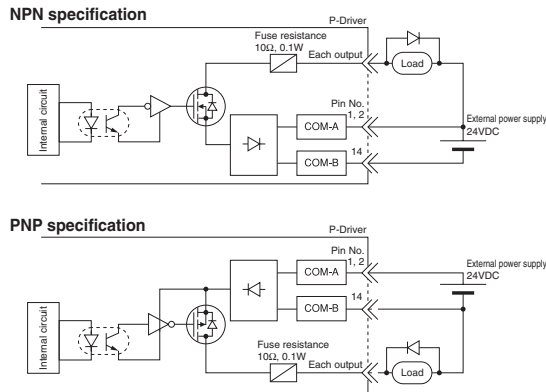 NPN specification
P-Driver
Fuse resistance
10Ω, 0.1W
Each output
Load
Internal circuit
Pin No.
1, 2
COM-A
External power supply
24VDC
14
COM-B
PNP specification
P-Driver
Pin No.
1, 2
COM-A
External power supply
24VDC
14
COM-B
Internal circuit
Fuse resistance
10Ω, 0.1W
Each output
Load